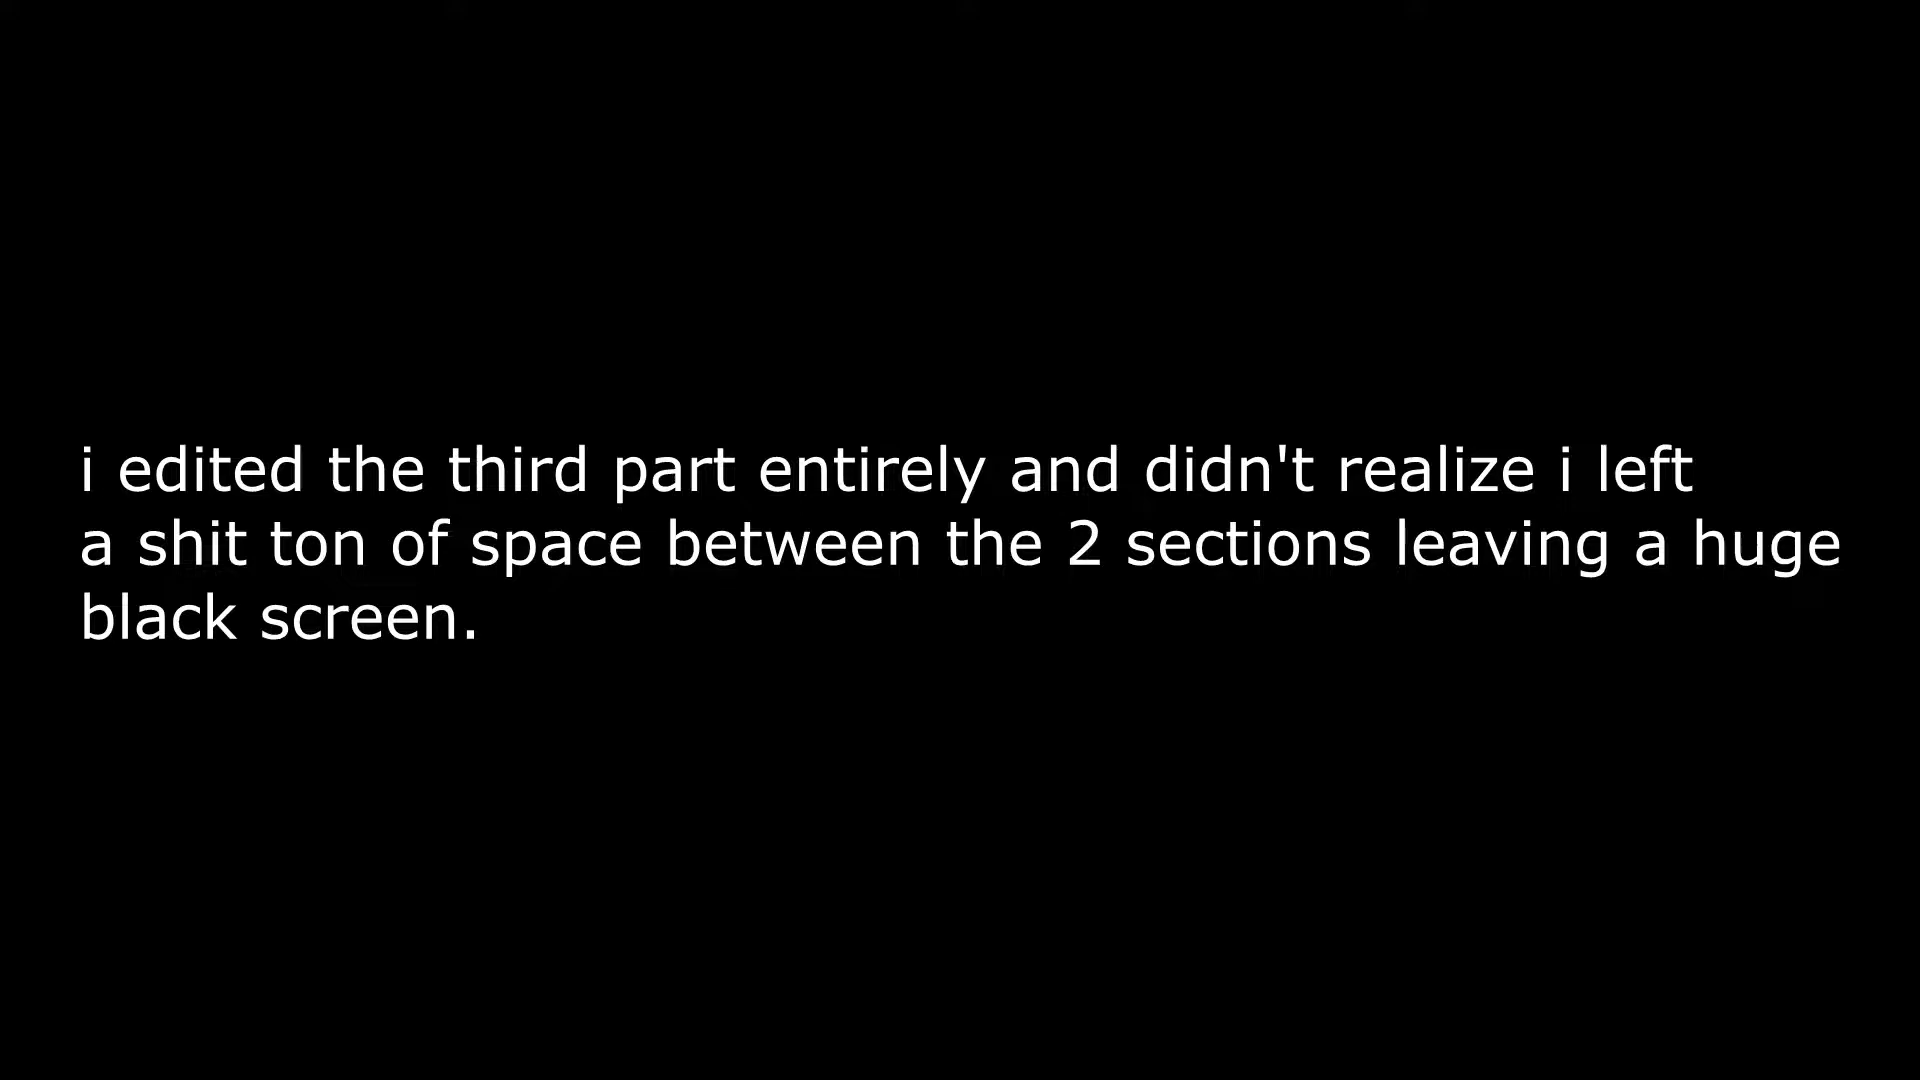 i edited the third part entirely and didn't realize i left
a shit ton of space between the 2 sections leaving a huge
black screen.